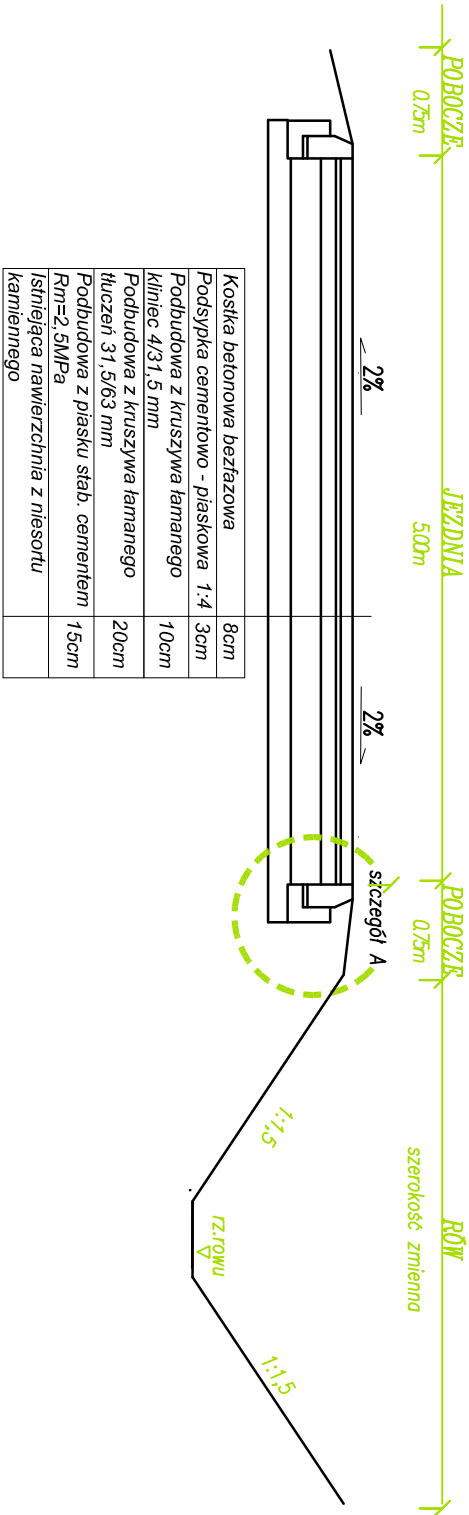 POBOCZE
JEZDNIA
POBOCZE
RÓW
0.75m
5.00m
0.75m
szerokość zmienna
2%
2%
szczegół A
1:1,5
rz.rowu
1:1,5
Kostka betonowa bezfazowa 8cm
Podsypka cementowo - piaskowa 1:4 3cm
Podbudowa z kruszywa łamanego
kliniec 4/31,5 mm 10cm
Podbudowa z kruszywa łamanego
tłuczeń 31,5/63 mm 20cm
Podbudowa z piasku stab. cementem
Rm=2,5MPa 15cm
Istniejąca nawierzchnia z niesortu
kamiennego